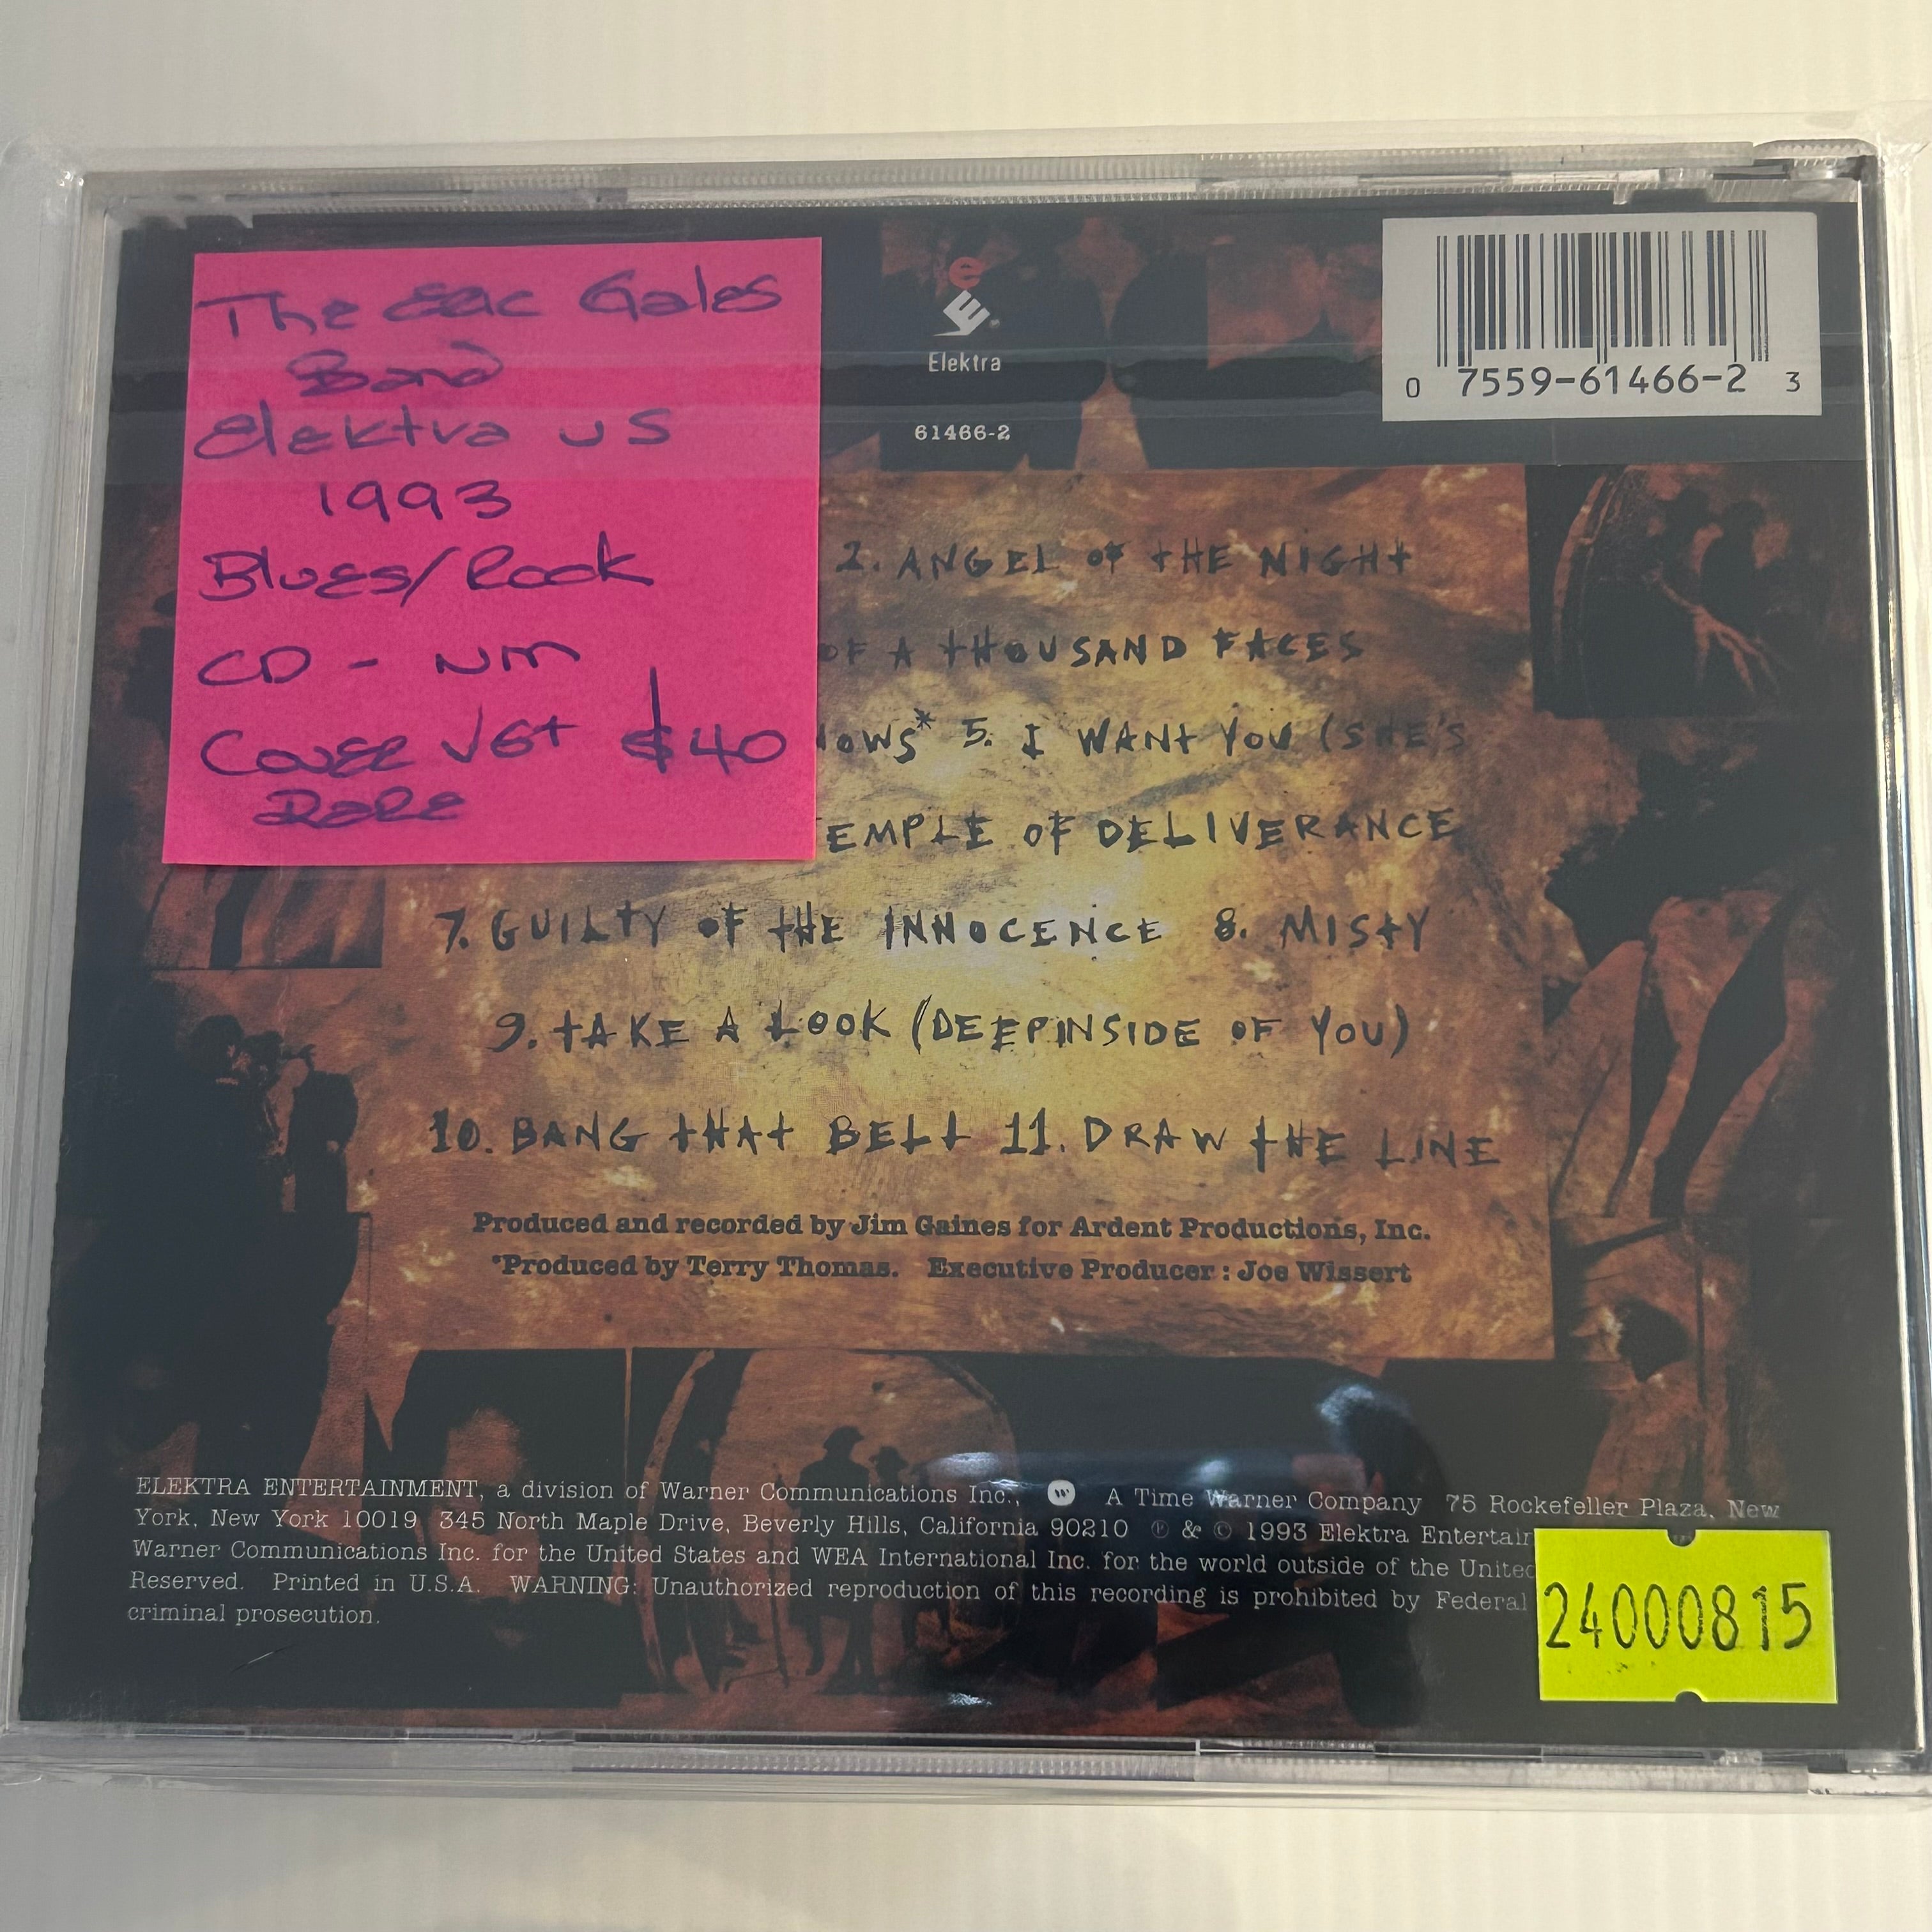 The Eric Gales
Band
Elektra US
1993
Blues/Rock
CD - NM
Cover VG+ $40
Rare
e
Elektra
61466-2
0 7559-61466-2 3
2. ANGEL OF THE NIGHT
OF A THOUSAND FACES
NOWS* 5. I WANT YOU (SHE'S
EMPLE OF DELIVERANCE
7. GUILTY OF THE INNOCENCE 8. MISTY
9. TAKE A LOOK (DEEPINSIDE OF YOU)
10. BANG THAT BELL 11. DRAW THE LINE
Produced and recorded by Jim Gaines for Ardent Productions, Inc.
*Produced by Terry Thomas. Executive Producer : Joe Wissert
ELEKTRA ENTERTAINMENT, a division of Warner Communications Inc., A Time Warner Company 75 Rockefeller Plaza, New
York, New York 10019 345 North Maple Drive, Beverly Hills, California 90210 ℗ & © 1993 Elektra Entertain
Warner Communications Inc. for the United States and WEA International Inc. for the world outside of the United
Reserved. Printed in U.S.A. WARNING: Unauthorized reproduction of this recording is prohibited by Federal
criminal prosecution.
24000815